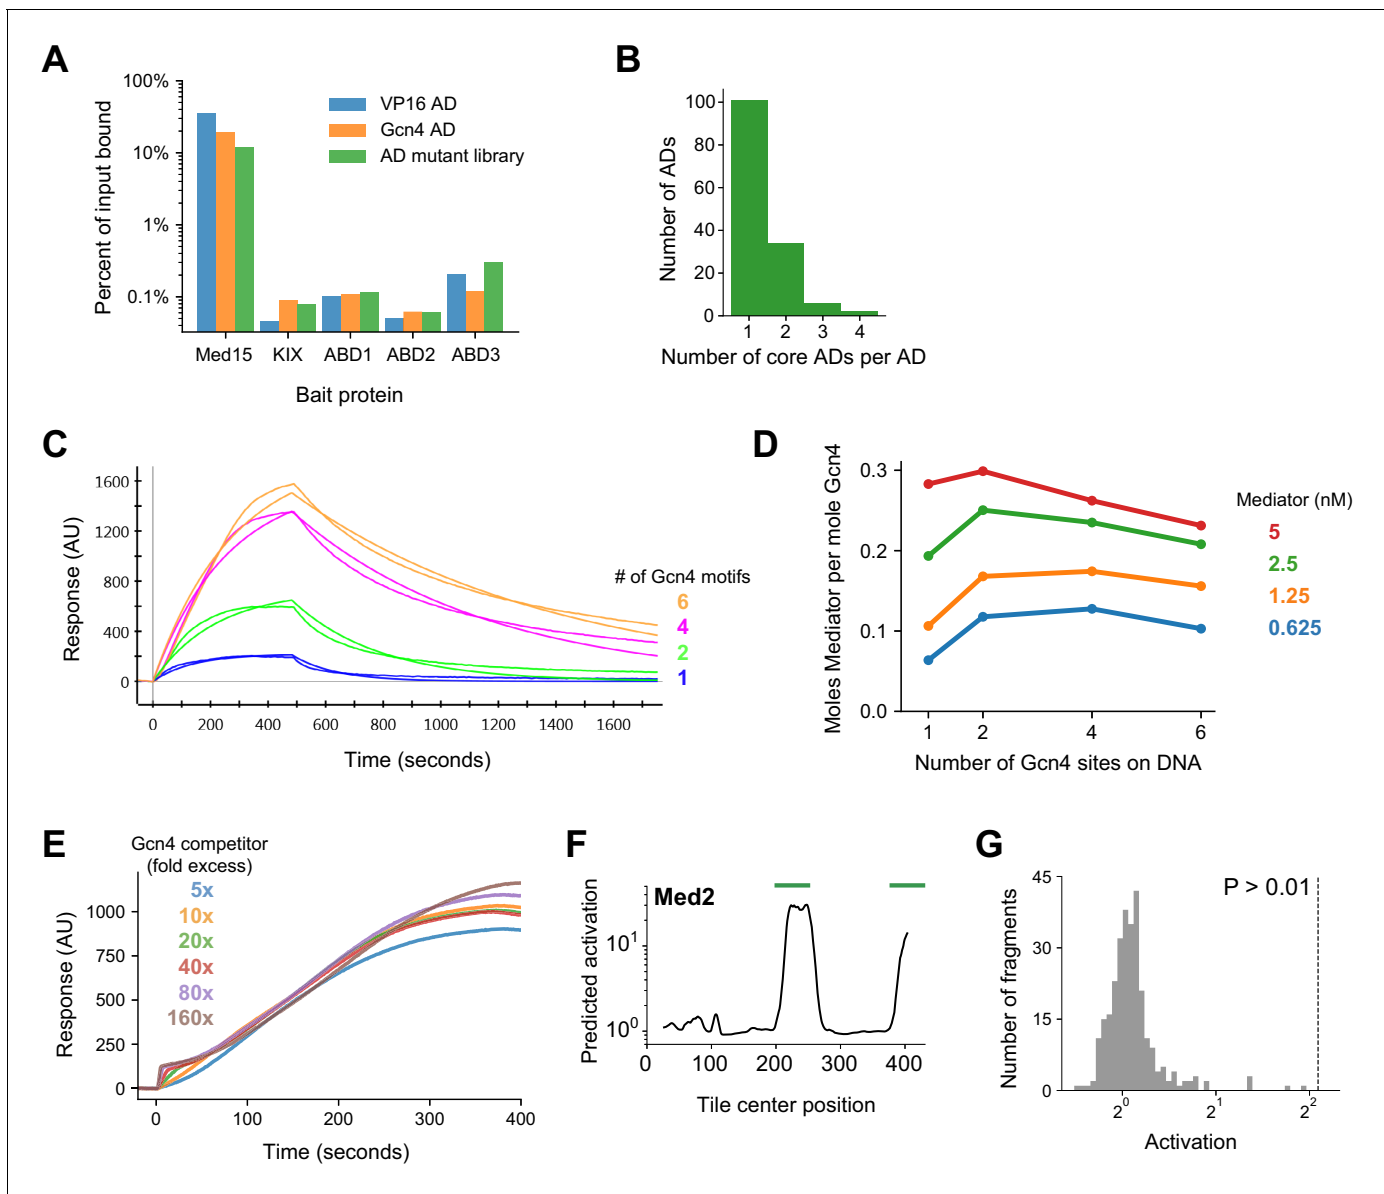 A
Percent of input bound
100%
10%
1%
0.1%
VP16 AD
Gcn4 AD
AD mutant library
Med15 KIX ABD1 ABD2 ABD3
Bait protein
B
Number of ADs
100
80
60
40
20
0
1 2 3 4
Number of core ADs per AD
C
Response (AU)
1600
1200
800
400
0
0 200 400 600 800 1000 1200 1400 1600
Time (seconds)
# of Gcn4 motifs
6
4
2
1
D
Moles Mediator per mole Gcn4
0.3
0.2
0.1
0.0
1 2 4 6
Number of Gcn4 sites on DNA
Mediator (nM)
5
2.5
1.25
0.625
E
Gcn4 competitor
(fold excess)
5x
10x
20x
40x
80x
160x
Response (AU)
1000
750
500
250
0
0 100 200 300 400
Time (seconds)
F
Med2
Predicted activation
10^1
10^0
0 100 200 300 400
Tile center position
G
P > 0.01
Number of fragments
45
30
15
0
2^0 2^1 2^2
Activation